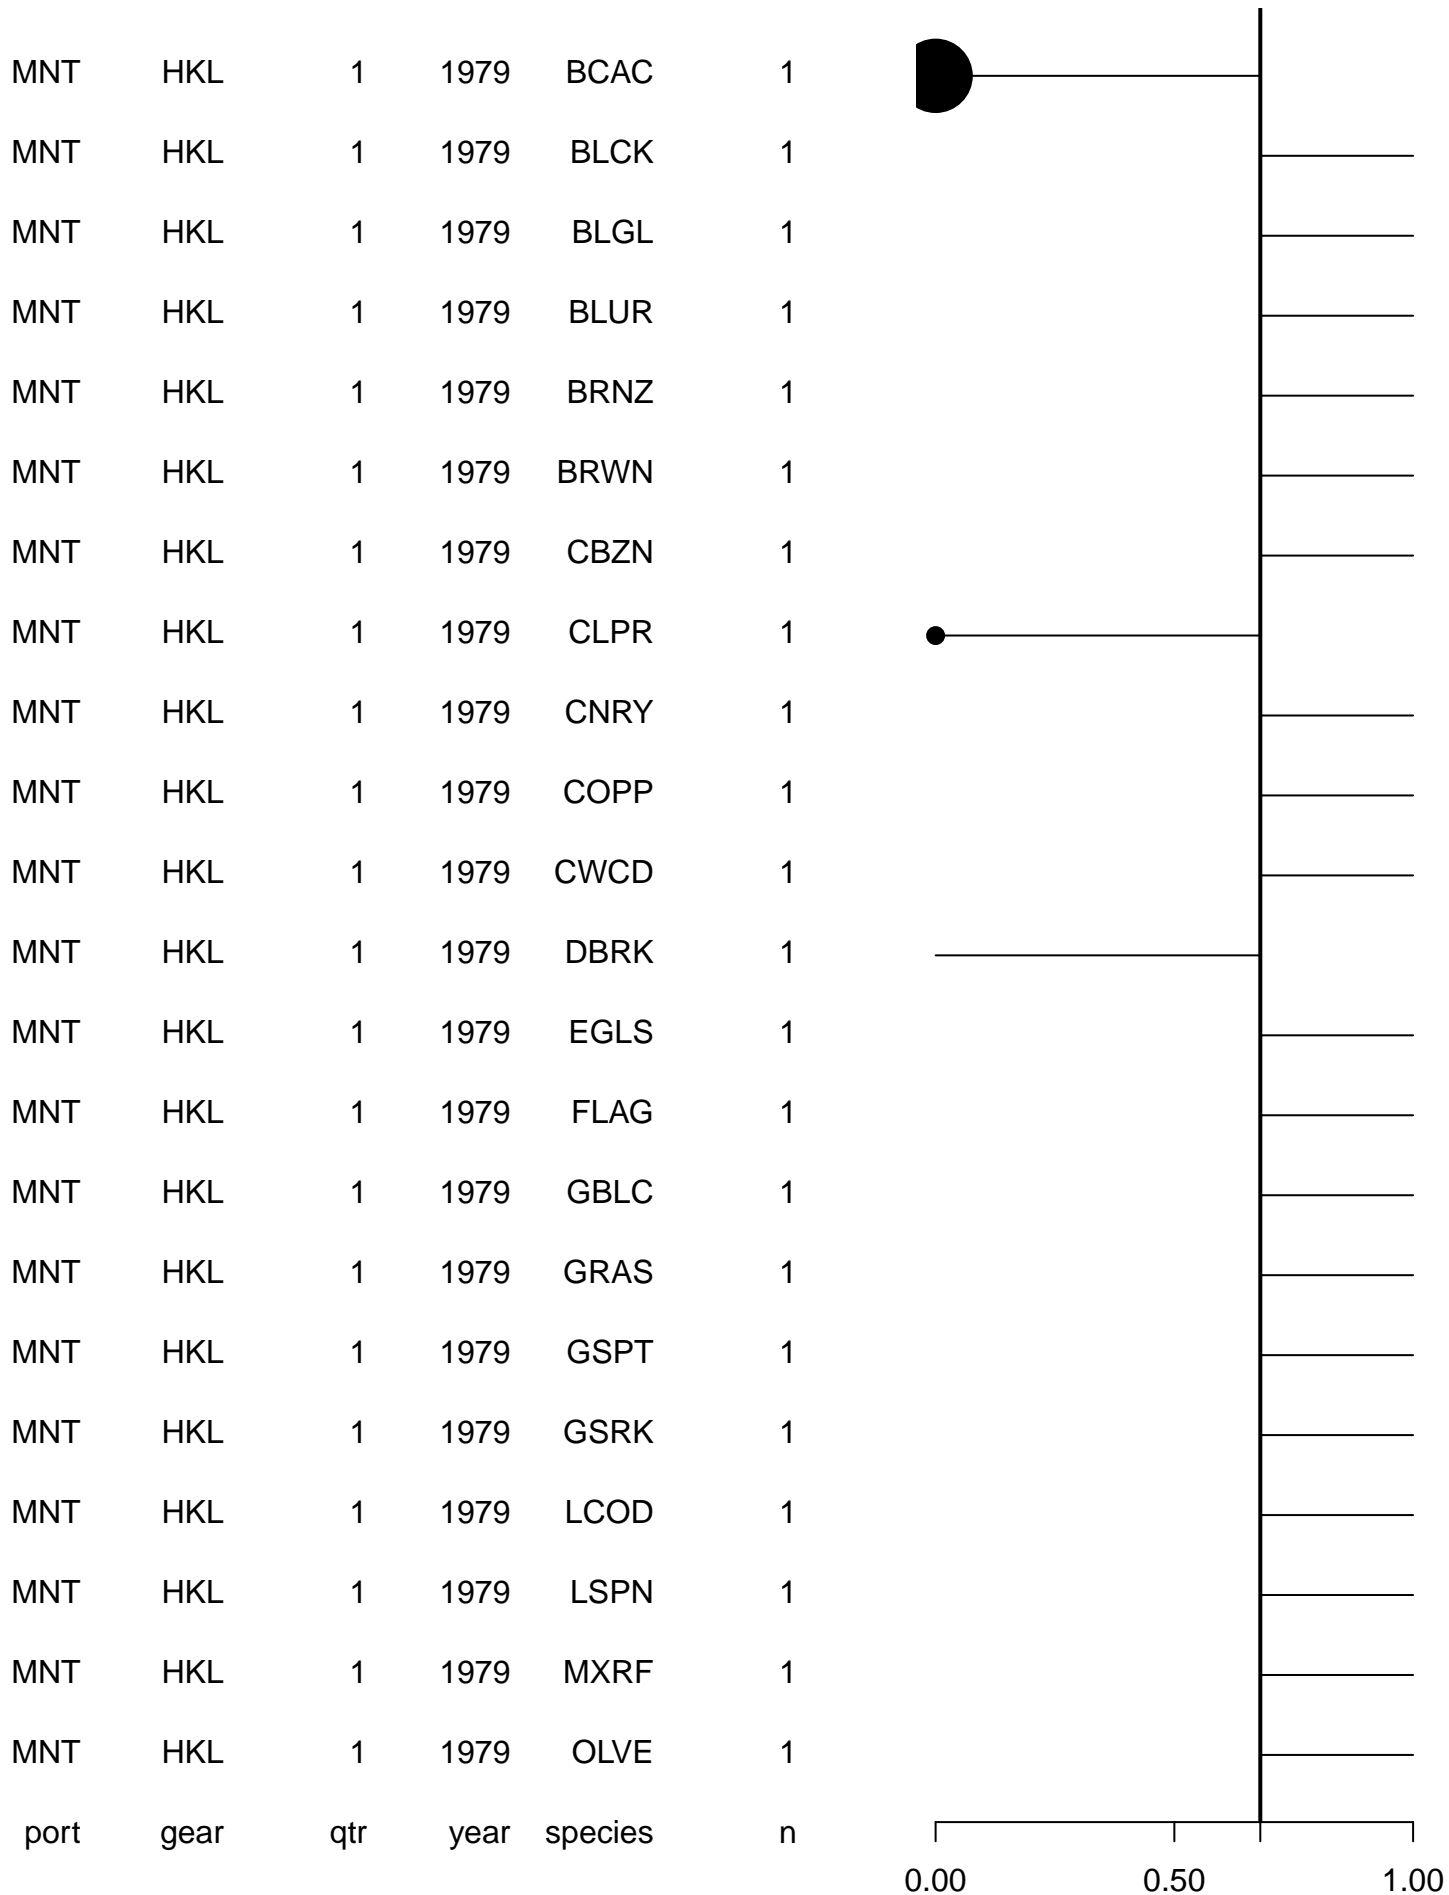 MNT HKL 1 1979 BCAC 1
MNT HKL 1 1979 BLCK 1
MNT HKL 1 1979 BLGL 1
MNT HKL 1 1979 BLUR 1
MNT HKL 1 1979 BRNZ 1
MNT HKL 1 1979 BRWN 1
MNT HKL 1 1979 CBZN 1
MNT HKL 1 1979 CLPR 1
MNT HKL 1 1979 CNRY 1
MNT HKL 1 1979 COPP 1
MNT HKL 1 1979 CWCD 1
MNT HKL 1 1979 DBRK 1
MNT HKL 1 1979 EGLS 1
MNT HKL 1 1979 FLAG 1
MNT HKL 1 1979 GBLC 1
MNT HKL 1 1979 GRAS 1
MNT HKL 1 1979 GSPT 1
MNT HKL 1 1979 GSRK 1
MNT HKL 1 1979 LCOD 1
MNT HKL 1 1979 LSPN 1
MNT HKL 1 1979 MXRF 1
MNT HKL 1 1979 OLVE 1
port gear qtr year species n
0.00 0.50 1.00